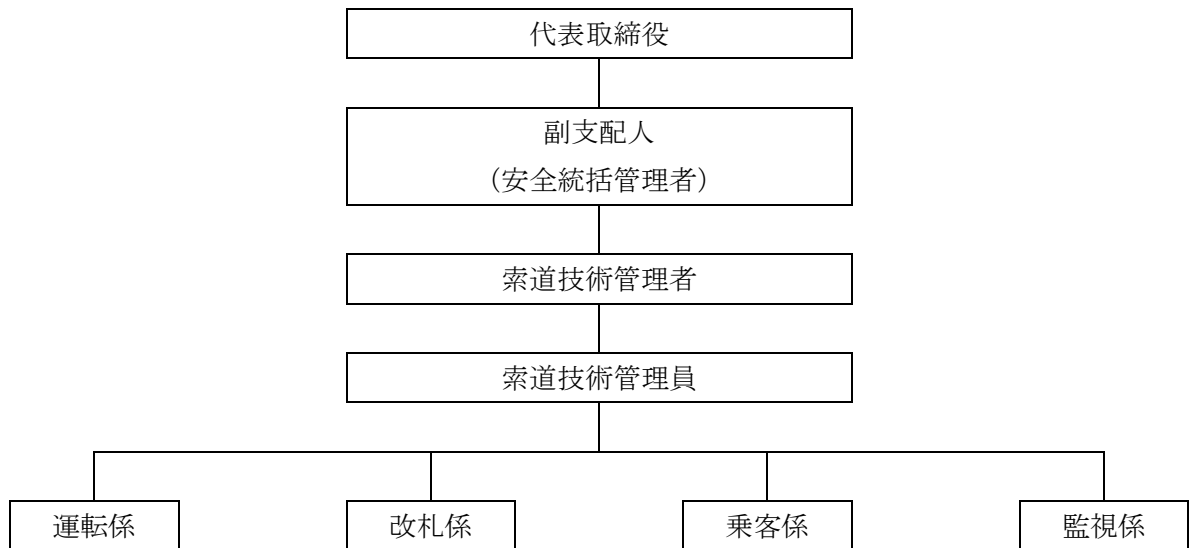 代表取締役
副支配人
（安全統括管理者）
索道技術管理者
索道技術管理員
運転係
改札係
乗客係
監視係